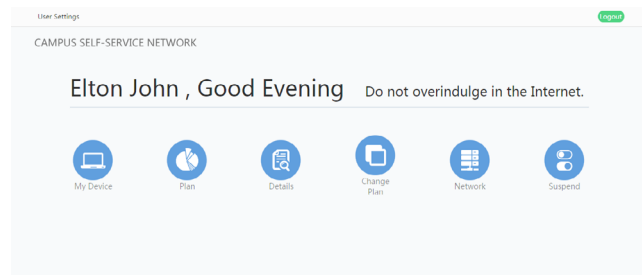 User Settings
Logout
CAMPUS SELF-SERVICE NETWORK
Elton John , Good Evening Do not overindulge in the Internet.
My Device
Plan
Details
Change
Plan
Network
Suspend